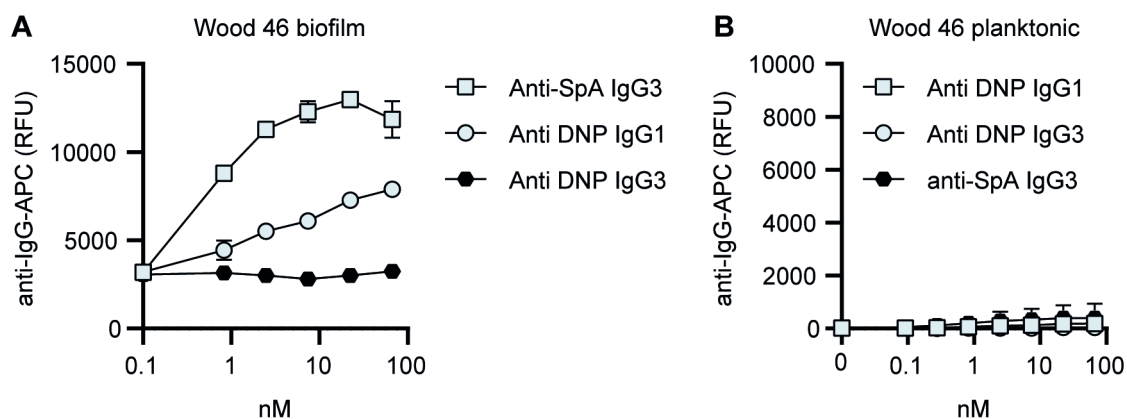 A
Wood 46 biofilm
anti-IgG-APC (RFU)
15000
10000
5000
0
0.1
1
10
100
nM
Anti-SpA IgG3
Anti DNP IgG1
Anti DNP IgG3
B
Wood 46 planktonic
anti-IgG-APC (RFU)
10000
8000
6000
4000
2000
0
0
0.1
1
10
100
nM
Anti DNP IgG1
Anti DNP IgG3
anti-SpA IgG3